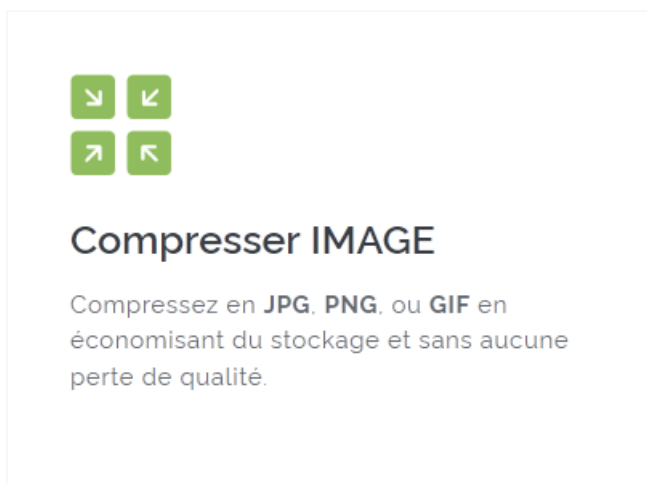 Compresser IMAGE
Compressez en JPG, PNG, ou GIF en
économisant du stockage et sans aucune
perte de qualité.